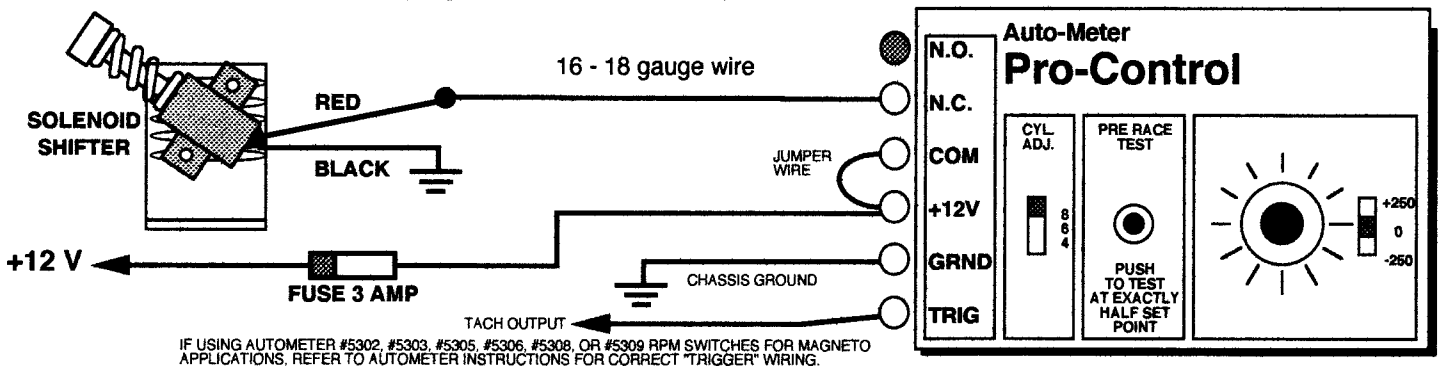 16 - 18 gauge wire
RED
SOLENOID
SHIFTER
BLACK
+12 V
FUSE 3 AMP
JUMPER
WIRE
CHASSIS GROUND
TACH OUTPUT
IF USING AUTOMETER #5302, #5303, #5305, #5306, #5308, OR #5309 RPM SWITCHES FOR MAGNETO
APPLICATIONS, REFER TO AUTOMETER INSTRUCTIONS FOR CORRECT "TRIGGER" WIRING.
N.O.
N.C.
COM
+12V
GRND
TRIG
Auto-Meter
Pro-Control
CYL.
ADJ.
8
6
4
PRE RACE
TEST
PUSH
TO TEST
AT EXACTLY
HALF SET
POINT
+250
0
-250